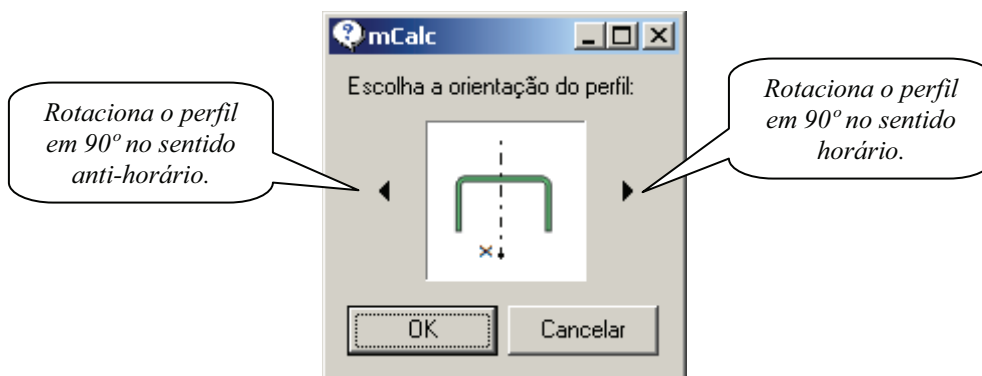 mCalc
Escolha a orientação do perfil:
Rotaciona o perfil
em 90º no sentido
anti-horário.
Rotaciona o perfil
em 90º no sentido
horário.
x
OK
Cancelar